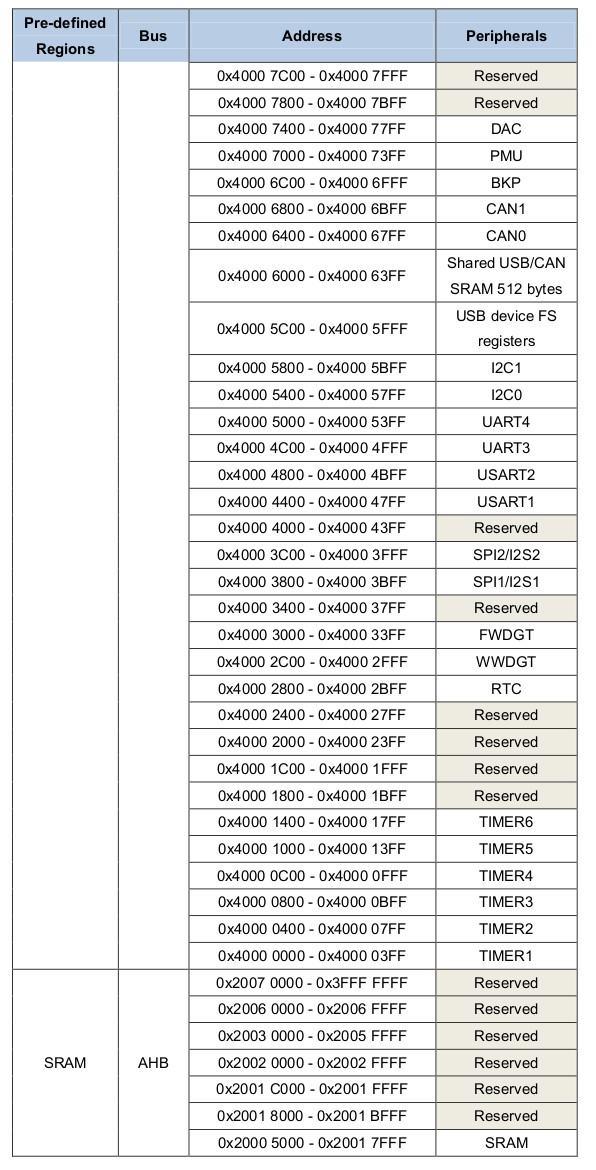 Pre-defined Regions Bus Address Peripherals
0x4000 7C00 - 0x4000 7FFF Reserved
0x4000 7800 - 0x4000 7BFF Reserved
0x4000 7400 - 0x4000 77FF DAC
0x4000 7000 - 0x4000 73FF PMU
0x4000 6C00 - 0x4000 6FFF BKP
0x4000 6800 - 0x4000 6BFF CAN1
0x4000 6400 - 0x4000 67FF CAN0
0x4000 6000 - 0x4000 63FF Shared USB/CAN SRAM 512 bytes
0x4000 5C00 - 0x4000 5FFF USB device FS registers
0x4000 5800 - 0x4000 5BFF I2C1
0x4000 5400 - 0x4000 57FF I2C0
0x4000 5000 - 0x4000 53FF UART4
0x4000 4C00 - 0x4000 4FFF UART3
0x4000 4800 - 0x4000 4BFF USART2
0x4000 4400 - 0x4000 47FF USART1
0x4000 4000 - 0x4000 43FF Reserved
0x4000 3C00 - 0x4000 3FFF SPI2/I2S2
0x4000 3800 - 0x4000 3BFF SPI1/I2S1
0x4000 3400 - 0x4000 37FF Reserved
0x4000 3000 - 0x4000 33FF FWDGT
0x4000 2C00 - 0x4000 2FFF WWDGT
0x4000 2800 - 0x4000 2BFF RTC
0x4000 2400 - 0x4000 27FF Reserved
0x4000 2000 - 0x4000 23FF Reserved
0x4000 1C00 - 0x4000 1FFF Reserved
0x4000 1800 - 0x4000 1BFF Reserved
0x4000 1400 - 0x4000 17FF TIMER6
0x4000 1000 - 0x4000 13FF TIMER5
0x4000 0C00 - 0x4000 0FFF TIMER4
0x4000 0800 - 0x4000 0BFF TIMER3
0x4000 0400 - 0x4000 07FF TIMER2
0x4000 0000 - 0x4000 03FF TIMER1
SRAM AHB 0x2007 0000 - 0x3FFF FFFF Reserved
0x2006 0000 - 0x2006 FFFF Reserved
0x2003 0000 - 0x2005 FFFF Reserved
0x2002 0000 - 0x2002 FFFF Reserved
0x2001 C000 - 0x2001 FFFF Reserved
0x2001 8000 - 0x2001 BFFF Reserved
0x2000 5000 - 0x2001 7FFF SRAM